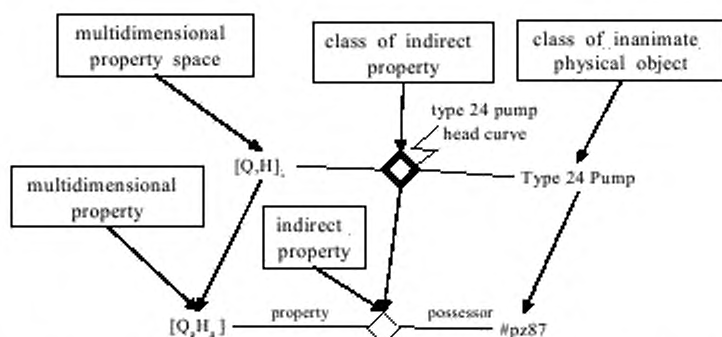 multidimensional
property space
class of indirect
property
class of inanimate
physical object
type 24 pump
head curve
[Q,H]
Type 24 Pump
multidimensional
property
indirect
property
[QaHa]
property
possessor
#pz87